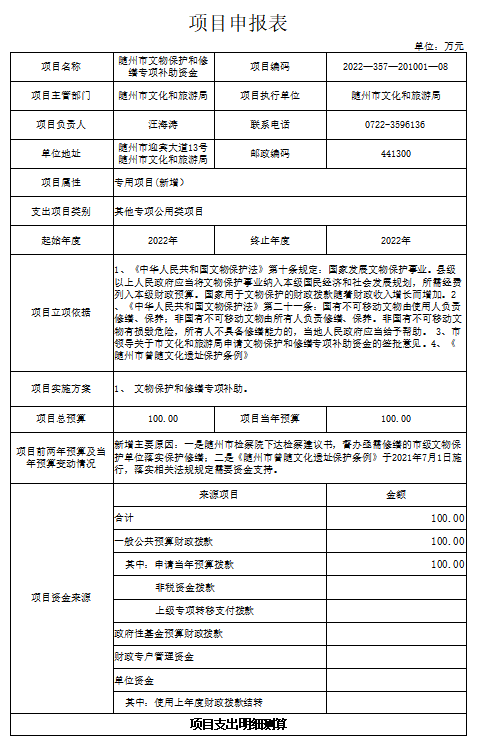 项目申报表
单位：万元
项目名称 随州市文物保护和修缮专项补助资金 项目编码 2022—357—201001—08
项目主管部门 随州市文化和旅游局 项目执行单位 随州市文化和旅游局
项目负责人 汪海涛 联系电话 0722-3596136
单位地址 随州市迎宾大道13号随州市文化和旅游局 邮政编码 441300
项目属性 专用项目(新增）
支出项目类别 其他专项公用类项目
起始年度 2022年 终止年度 2022年
项目立项依据
1、《中华人民共和国文物保护法》第十条规定：国家发展文物保护事业。县级
以上人民政府应当将文物保护事业纳入本级国民经济和社会发展规划，所需经费
列入本级财政预算。国家用于文物保护的财政拨款随着财政收入增长而增加。2
、《中华人民共和国文物保护法》第二十一条：国有不可移动文物由使用人负责
修缮、保养；非国有不可移动文物由所有人负责修缮、保养。非国有不可移动文
物有损毁危险，所有人不具备修缮能力的，当地人民政府应当给予帮助。 3、市
领导关于市文化和旅游局申请文物保护和修缮专项补助资金的签批意见。4、《
随州市曾随文化遗址保护条例》
项目实施方案 1、 文物保护和修缮专项补助。
项目总预算 100.00 项目当年预算 100.00
项目前两年预算及当
年预算变动情况
新增主要原因：一是随州市检察院下达检察建议书，督办亟需修缮的市级文物保
护单位落实保护修缮；二是《随州市曾随文化遗址保护条例》于2021年7月1日施
行，落实相关法规规定需要资金支持。
项目资金来源
来源项目 金额
合计 100.00
一般公共预算财政拨款 100.00
其中：申请当年预算拨款 100.00
非税资金拨款
上级专项转移支付拨款
政府性基金预算财政拨款
财政专户管理资金
单位资金
其中：使用上年度财政拨款结转
项目支出明细测算